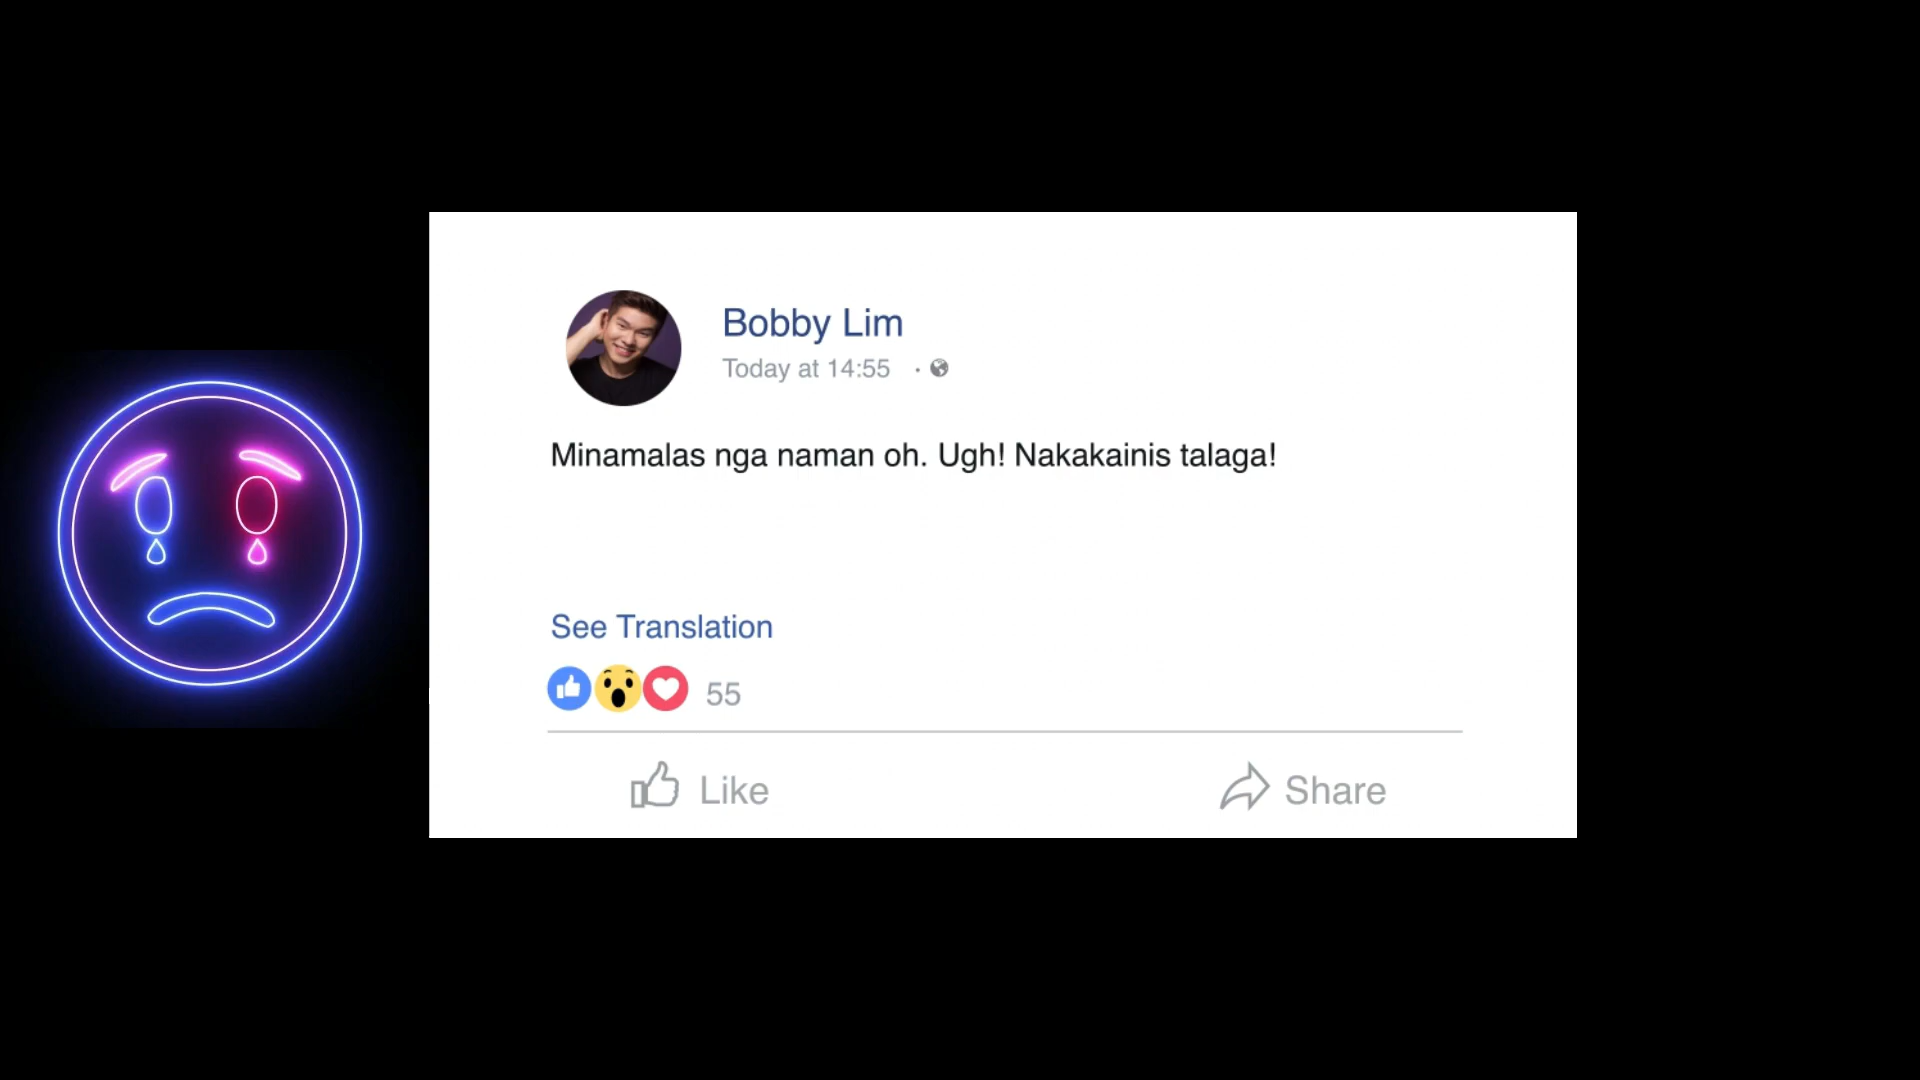 Bobby Lim
Today at 14:55
Minamalas nga naman oh. Ugh! Nakakainis talaga!
See Translation
55
Like
Share